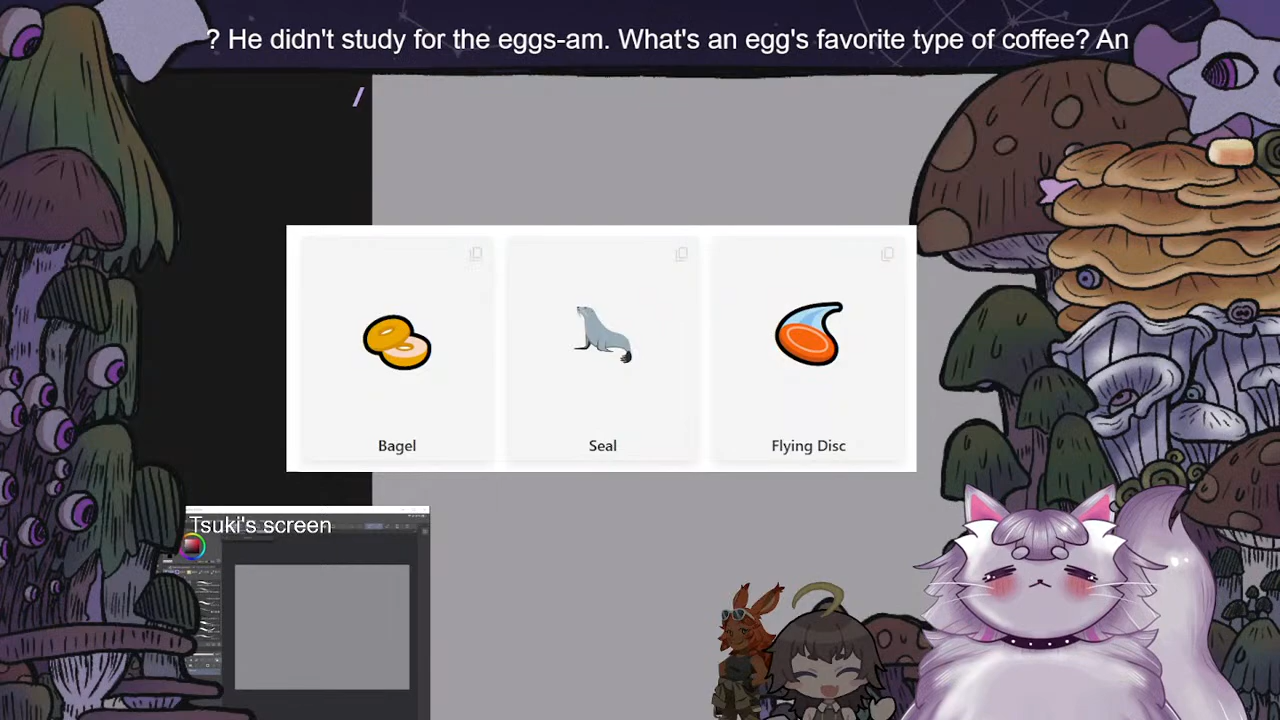 ? He didn't study for the eggs-am. What's an egg's favorite type of coffee? An
Bagel
Seal
Flying Disc
Tsuki's screen